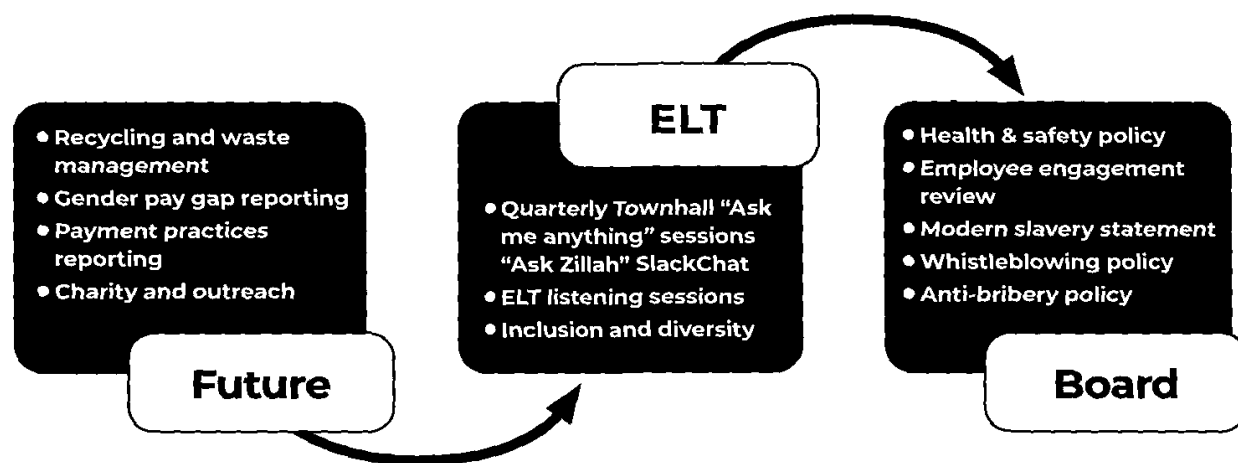 • Recycling and waste
management
• Gender pay gap reporting
• Payment practices
reporting
• Charity and outreach
Future
ELT
• Quarterly Townhall “Ask
me anything” sessions
“Ask Zillah” SlackChat
• ELT listening sessions
• Inclusion and diversity
• Health & safety policy
• Employee engagement
review
• Modern slavery statement
• Whistleblowing policy
• Anti-bribery policy
Board